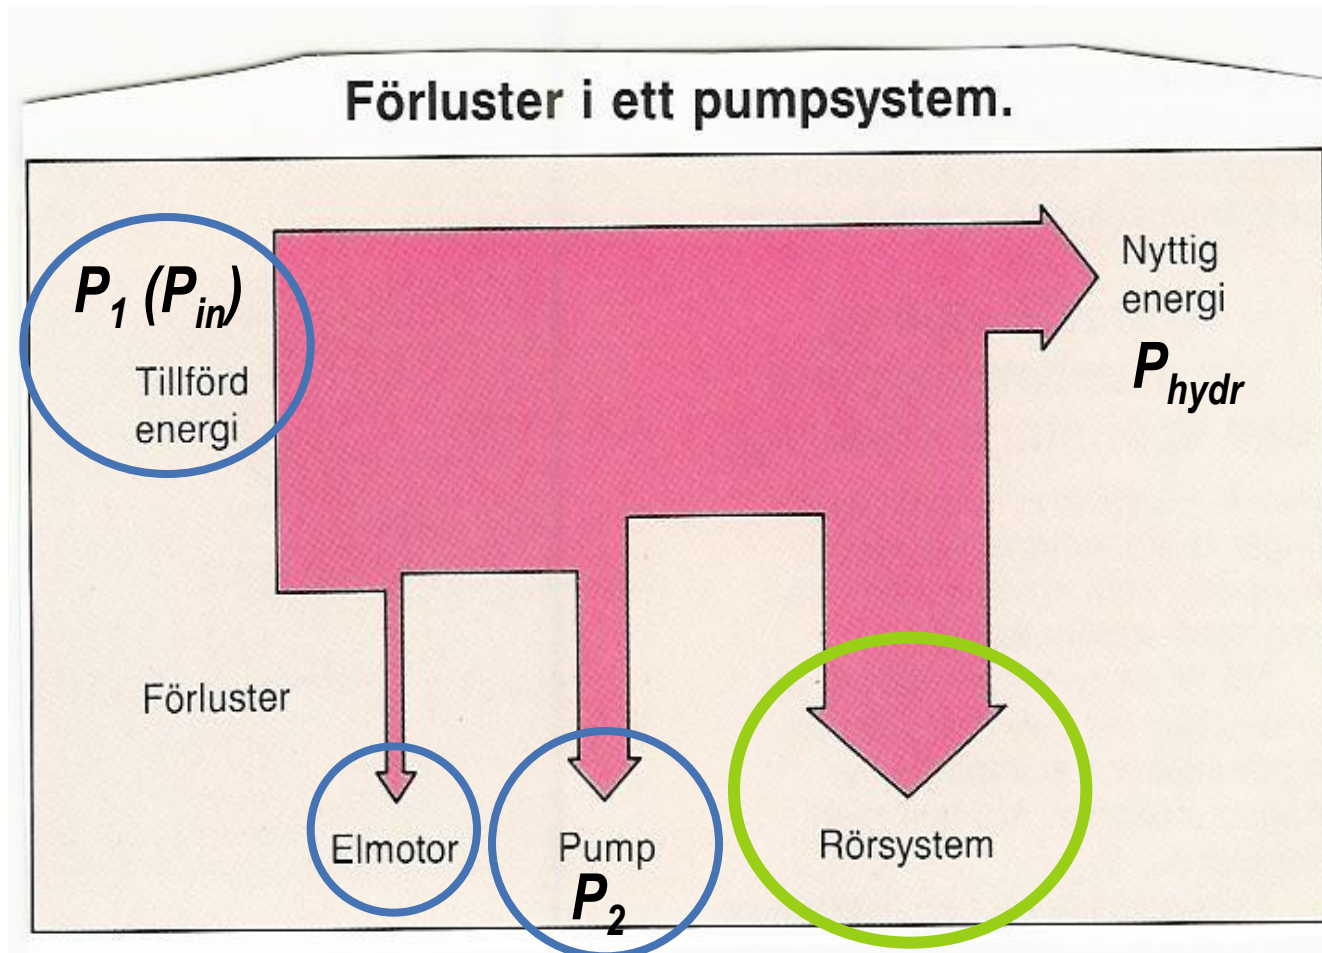 Förluster i ett pumpsystem.
P1 (Pin)
Tillförd
energi
Nyttig
energi
Phydr
Förluster
Elmotor
Pump
P2
Rörsystem